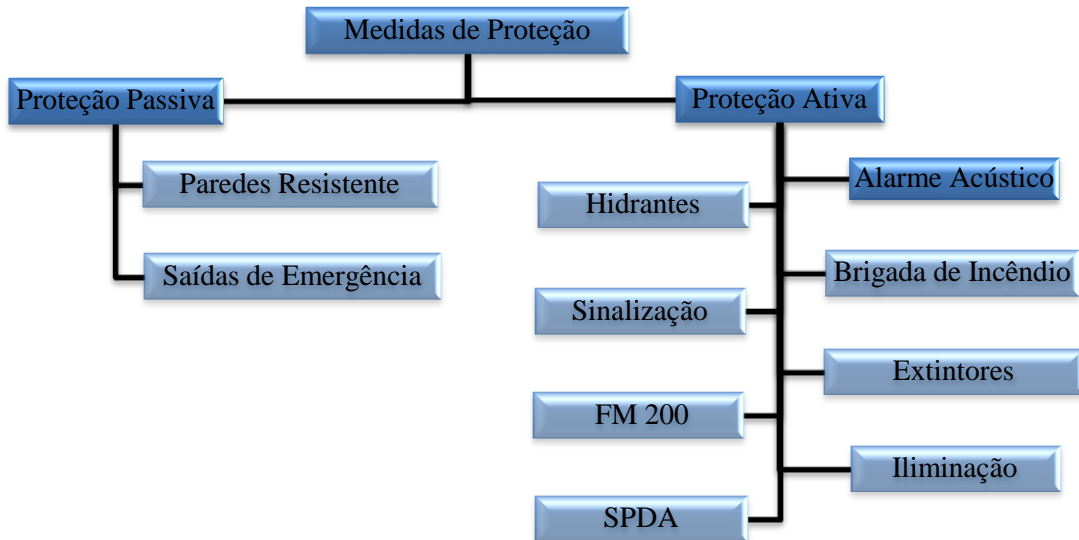 Medidas de Proteção
Proteção Passiva
Proteção Ativa
Paredes Resistente
Saídas de Emergência
Alarme Acústico
Hidrantes
Brigada de Incêndio
Sinalização
Extintores
FM 200
Iliminação
SPDA